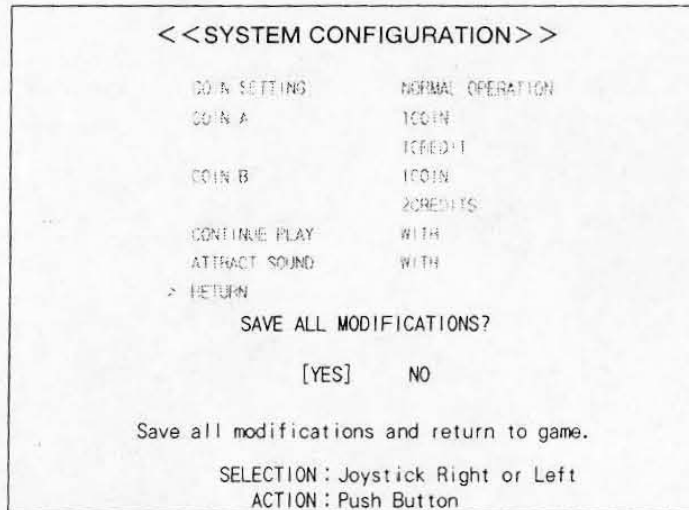 <<SYSTEM CONFIGURATION>>
COIN SETTING NORMAL OPERATION
COIN A 1COIN
1CREDIT
COIN B 1COIN
2CREDITS
CONTINUE PLAY WITH
ATTRACT SOUND WITH
> RETURN
SAVE ALL MODIFICATIONS?
[YES] NO
Save all modifications and return to game.
SELECTION : Joystick Right or Left
ACTION : Push Button